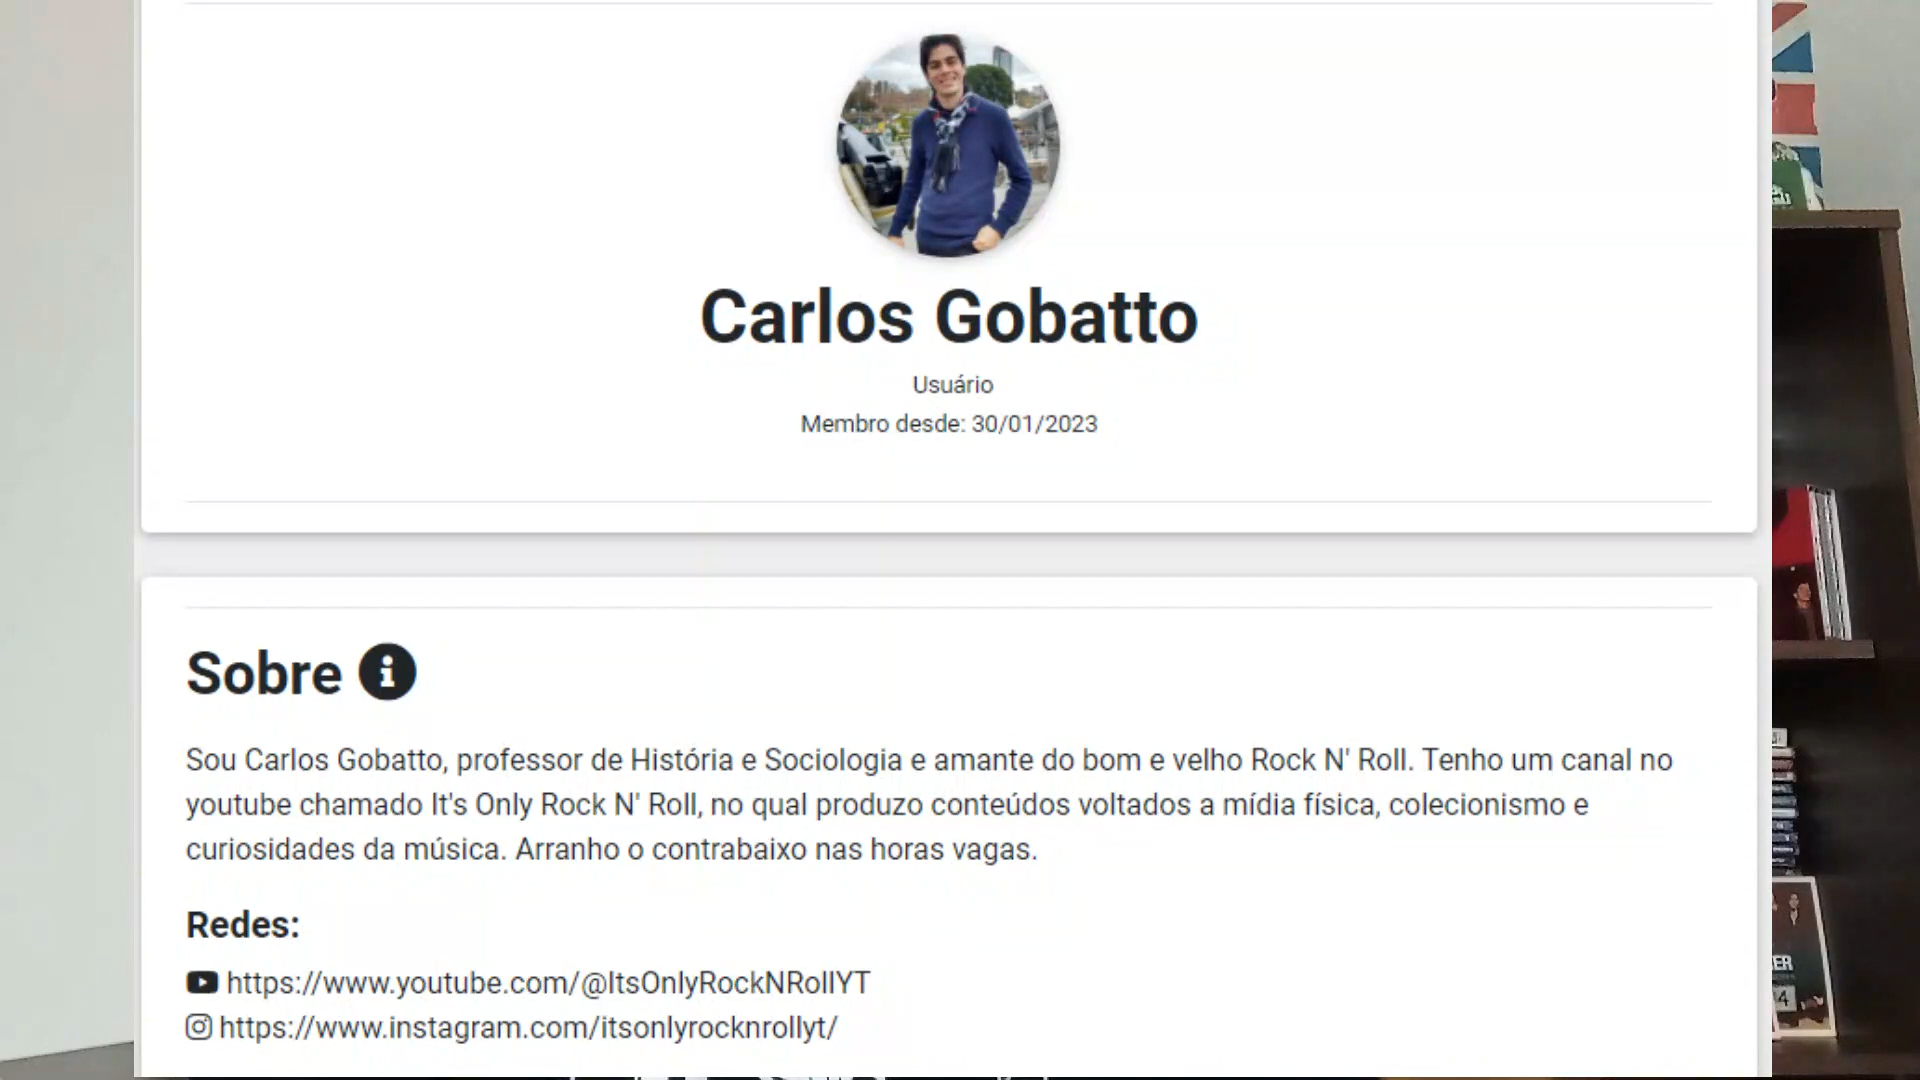 Carlos Gobatto
Usuário
Membro desde: 30/01/2023
Sobre
Sou Carlos Gobatto, professor de História e Sociologia e amante do bom e velho Rock N' Roll. Tenho um canal no
youtube chamado It's Only Rock N' Roll, no qual produzo conteúdos voltados a mídia física, colecionismo e
curiosidades da música. Arranho o contrabaixo nas horas vagas.
Redes:
https://www.youtube.com/@ItsOnlyRockNRollYT
https://www.instagram.com/itsonlyrocknrollyt/